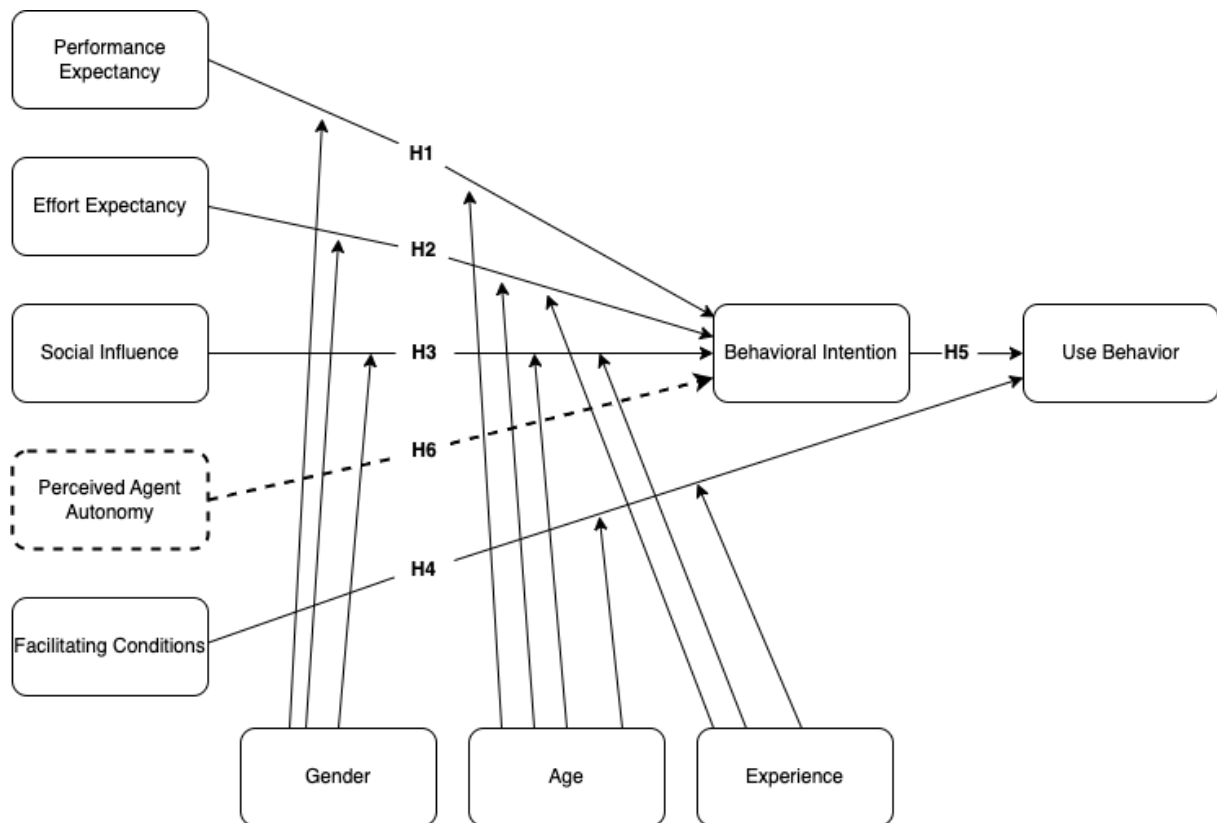 Performance
Expectancy
H1
Effort Expectancy
H2
Social Influence
H3
Behavioral Intention
H5
Use Behavior
H6
Perceived Agent
Autonomy
H4
Facilitating Conditions
Gender
Age
Experience